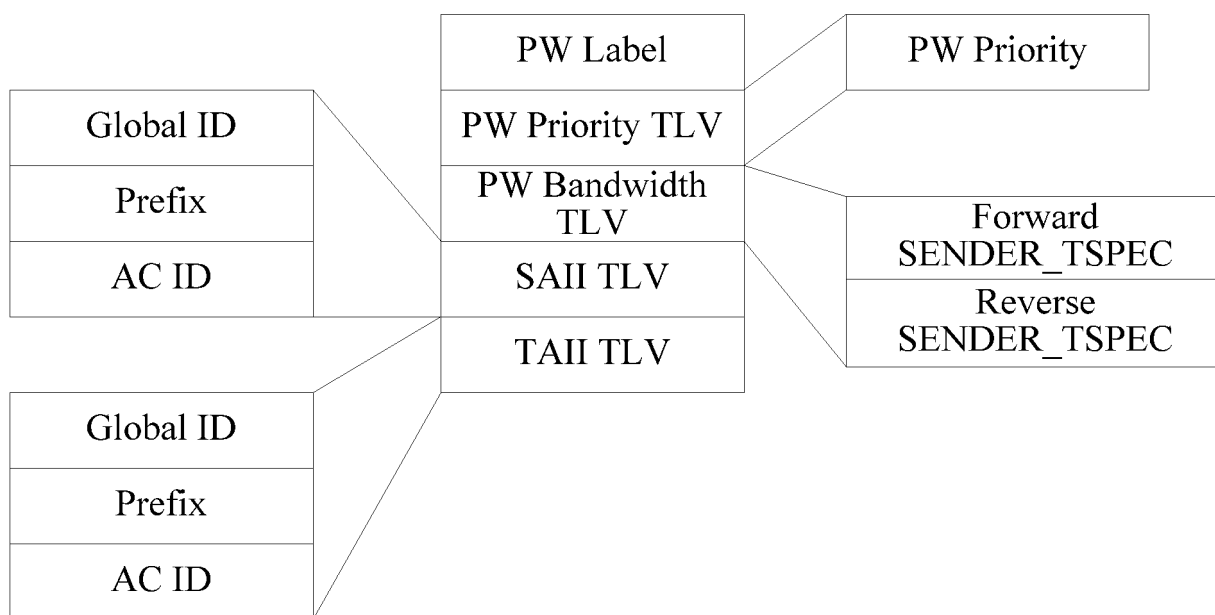 PW Label
PW Priority TLV
PW Bandwidth
TLV
SAII TLV
TAII TLV
PW Priority
Forward
SENDER_TSPEC
Reverse
SENDER_TSPEC
Global ID
Prefix
AC ID
Global ID
Prefix
AC ID